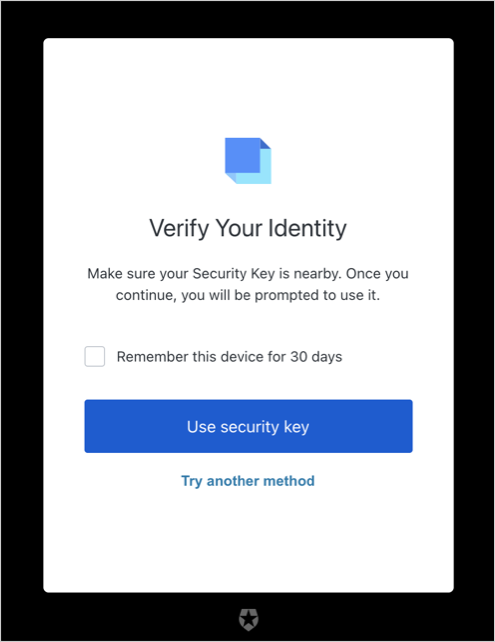 Verify Your Identity
Make sure your Security Key is nearby. Once you
continue, you will be prompted to use it.
Remember this device for 30 days
Use security key
Try another method